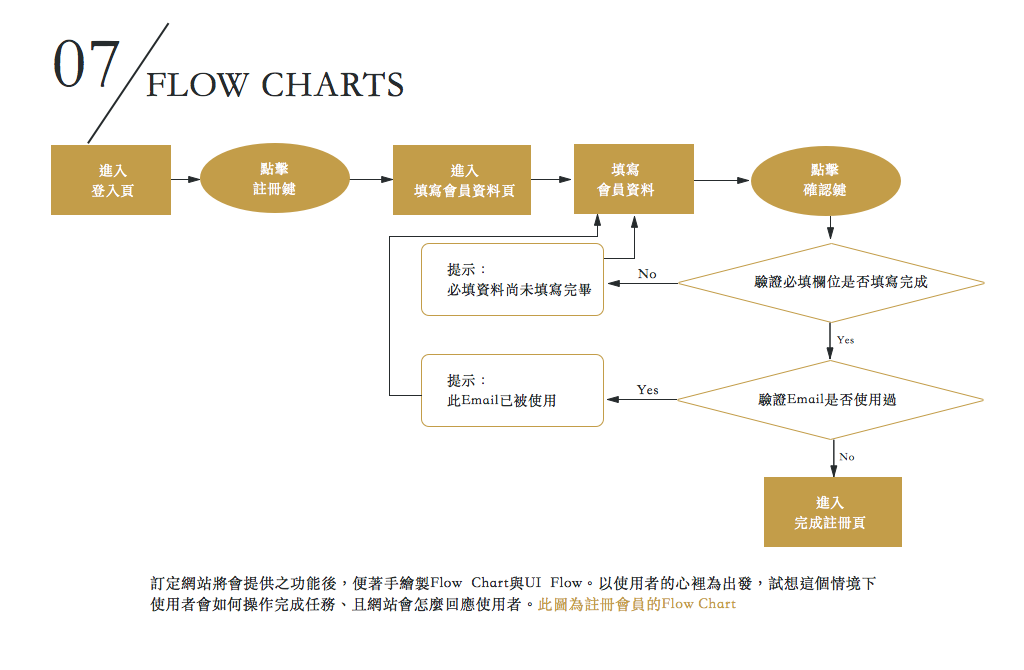 07
FLOW CHARTS
進入
登入頁
點擊
註冊鍵
進入
填寫會員資料頁
填寫
會員資料
點擊
確認鍵
提示：
必填資料尚未填寫完畢
No
驗證必填欄位是否填寫完成
Yes
提示：
此Email已被使用
Yes
驗證Email是否使用過
No
進入
完成註冊頁
訂定網站將會提供之功能後，便著手繪製Flow Chart與UI Flow。以使用者的心裡為出發，試想這個情境下
使用者會如何操作完成任務、且網站會怎麼回應使用者。此圖為註冊會員的Flow Chart